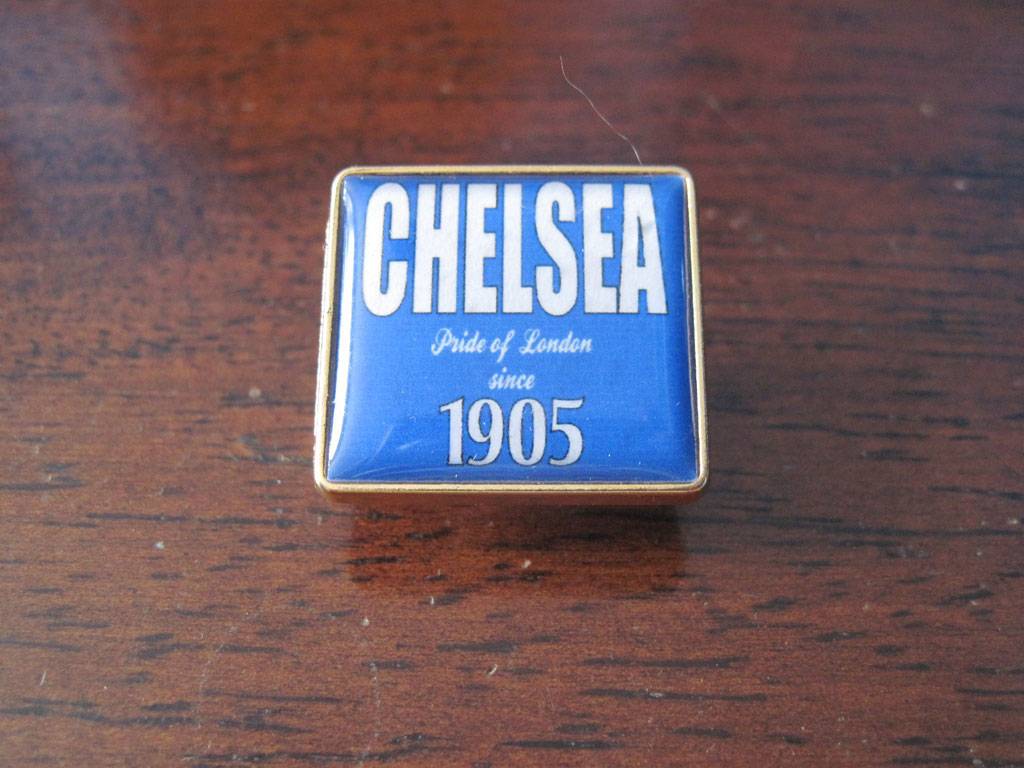 CHELSEA
Pride of London
since
1905